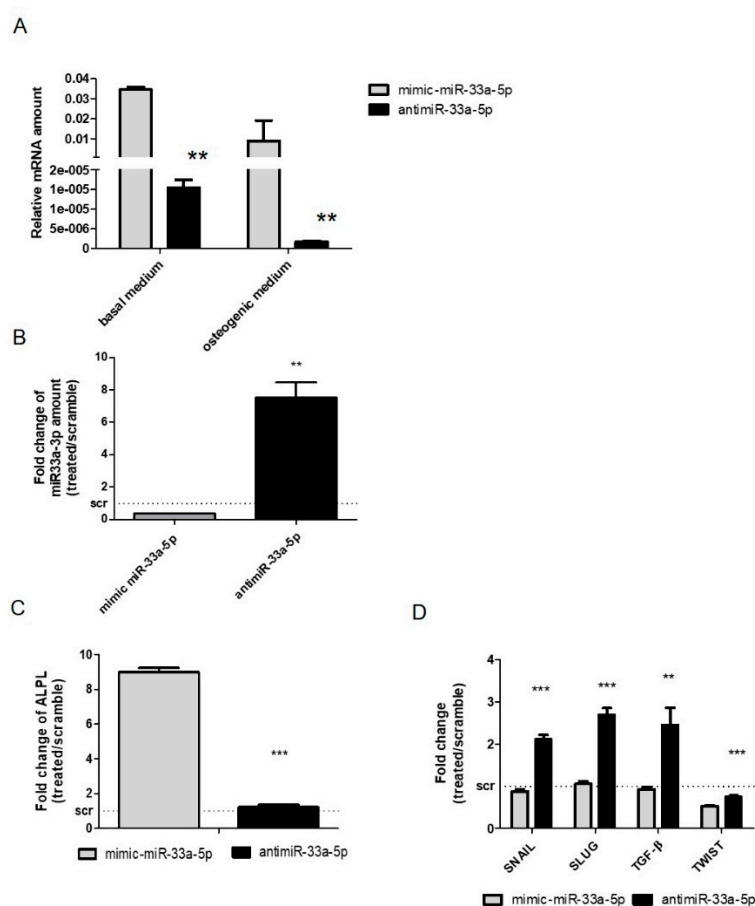 A
mimic-miR-33a-5p
antimiR-33a-5p
Relative mRNA amount
0.04
0.03
0.02
0.01
2e-005
1e-005
1e-005
5e-006
0
**
**
basal medium
osteogenic medium
B
Fold change of
miR33a-3p amount
(treated/scramble)
10
8
6
4
2
scr
0
**
mimic miR-33a-5p
antimiR-33a-5p
C
Fold change of ALPL
(treated/scramble)
10
8
6
4
2
scr
0
***
mimic-miR-33a-5p
antimiR-33a-5p
D
Fold change
(treated/scramble)
4
3
2
scr
0
***
***
**
***
SNAIL
SLUG
TGF-β
TWIST
mimic-miR-33a-5p
antimiR-33a-5p